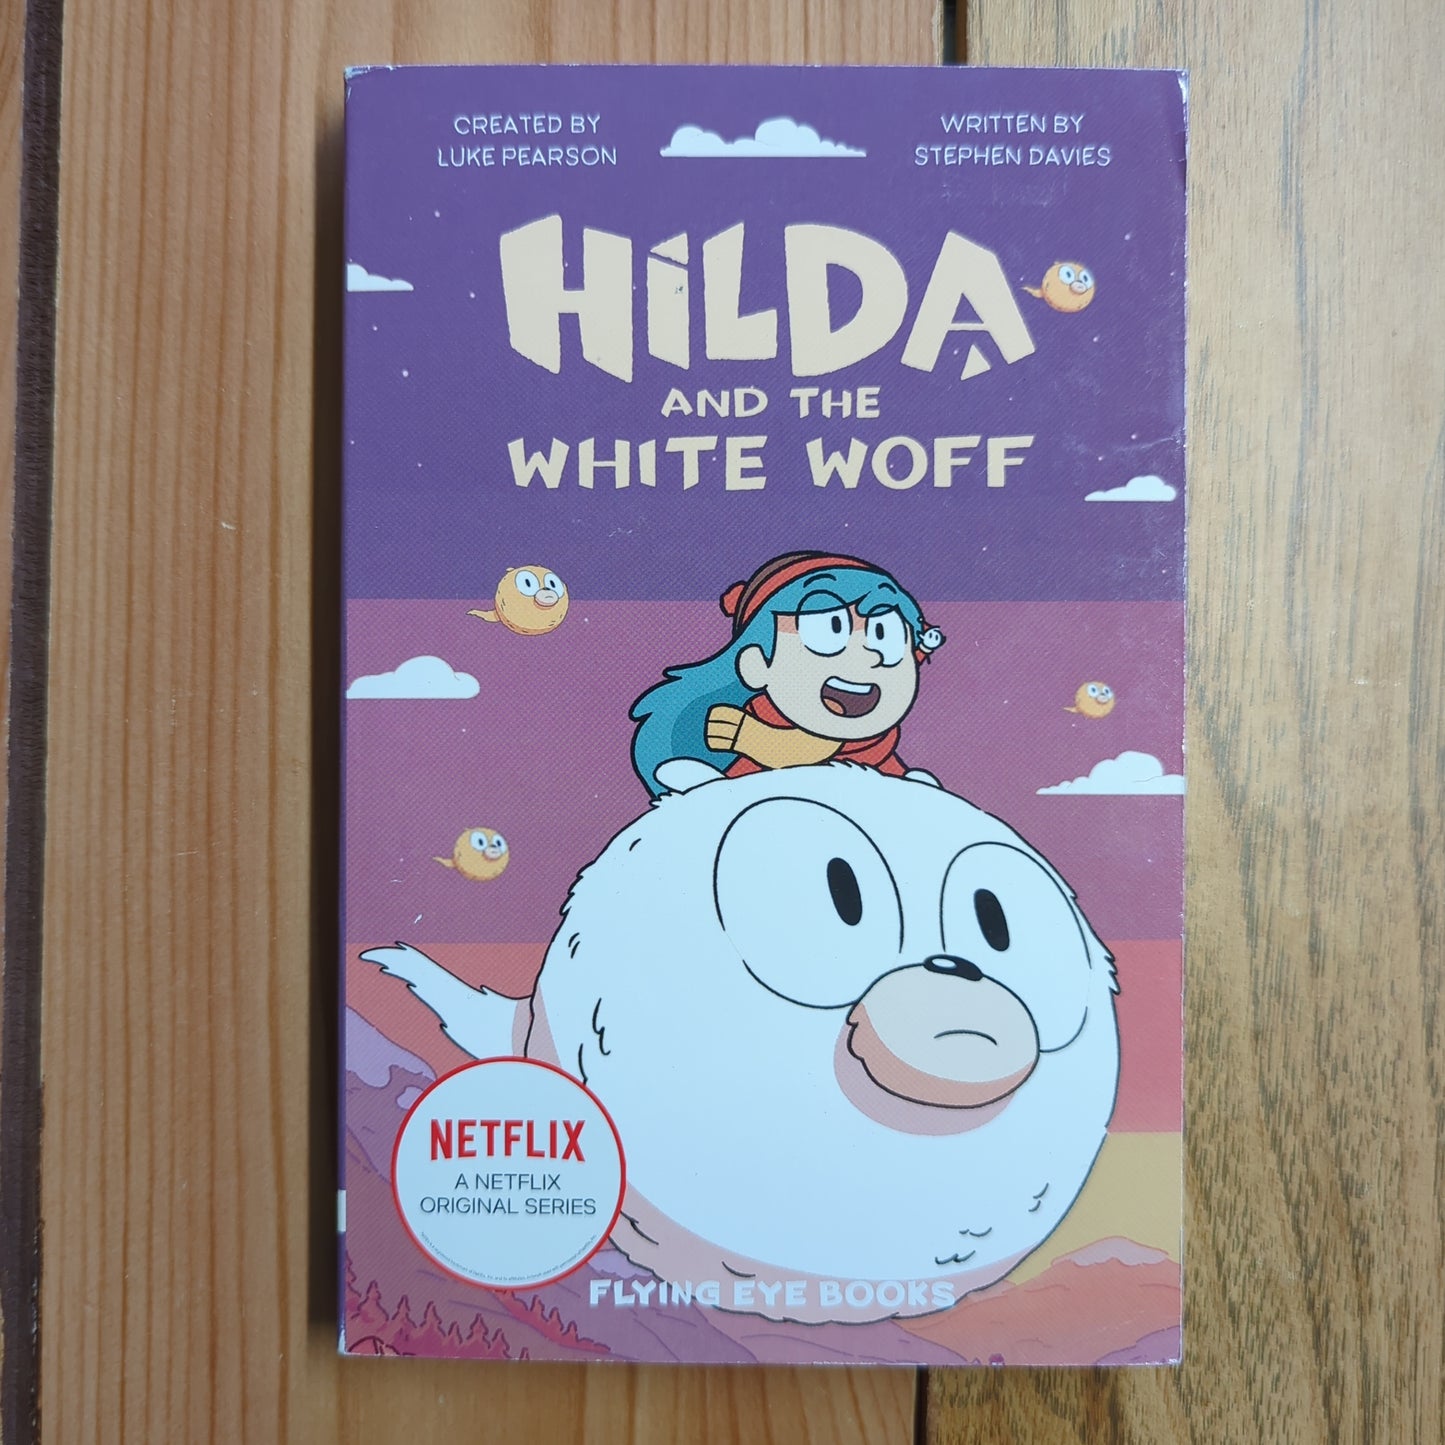 CREATED BY
LUKE PEARSON
WRITTEN BY
STEPHEN DAVIES
HILDA
AND THE
WHITE WOFF
NETFLIX
A NETFLIX
ORIGINAL SERIES
FLYING EYE BOOKS